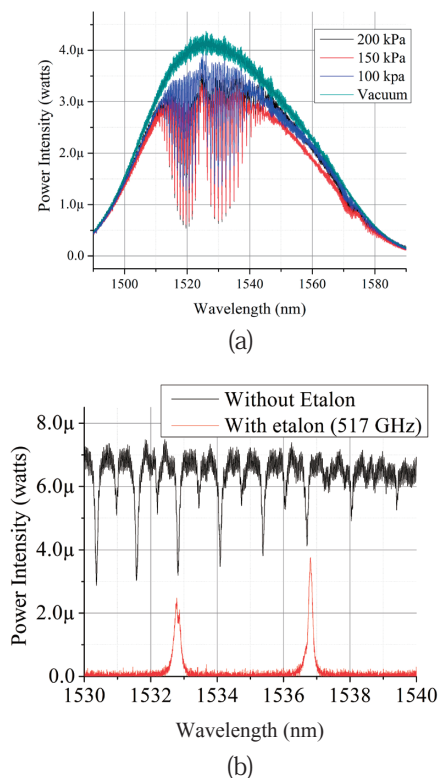 4.0μ
3.0μ
2.0μ
1.0μ
0.0
Power Intensity (watts)
200 kPa
150 kPa
100 kpa
Vacuum
1500 1520 1540 1560 1580
Wavelength (nm)
(a)
Without Etalon
With etalon (517 GHz)
8.0μ
6.0μ
4.0μ
2.0μ
0.0
Power Intensity (watts)
1530 1532 1534 1536 1538 1540
Wavelength (nm)
(b)